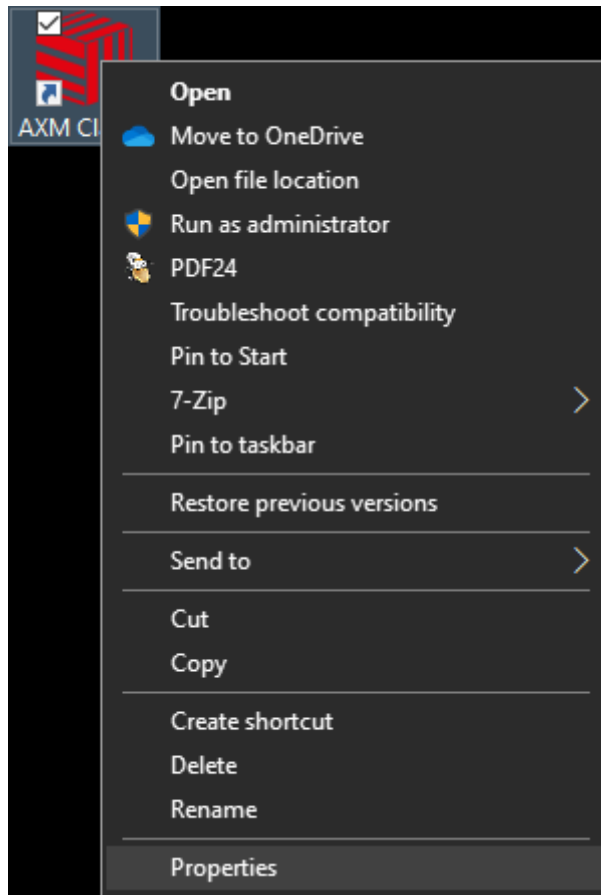 AXM Cl
Open
Move to OneDrive
Open file location
Run as administrator
PDF24
Troubleshoot compatibility
Pin to Start
7-Zip
Pin to taskbar
Restore previous versions
Send to
Cut
Copy
Create shortcut
Delete
Rename
Properties